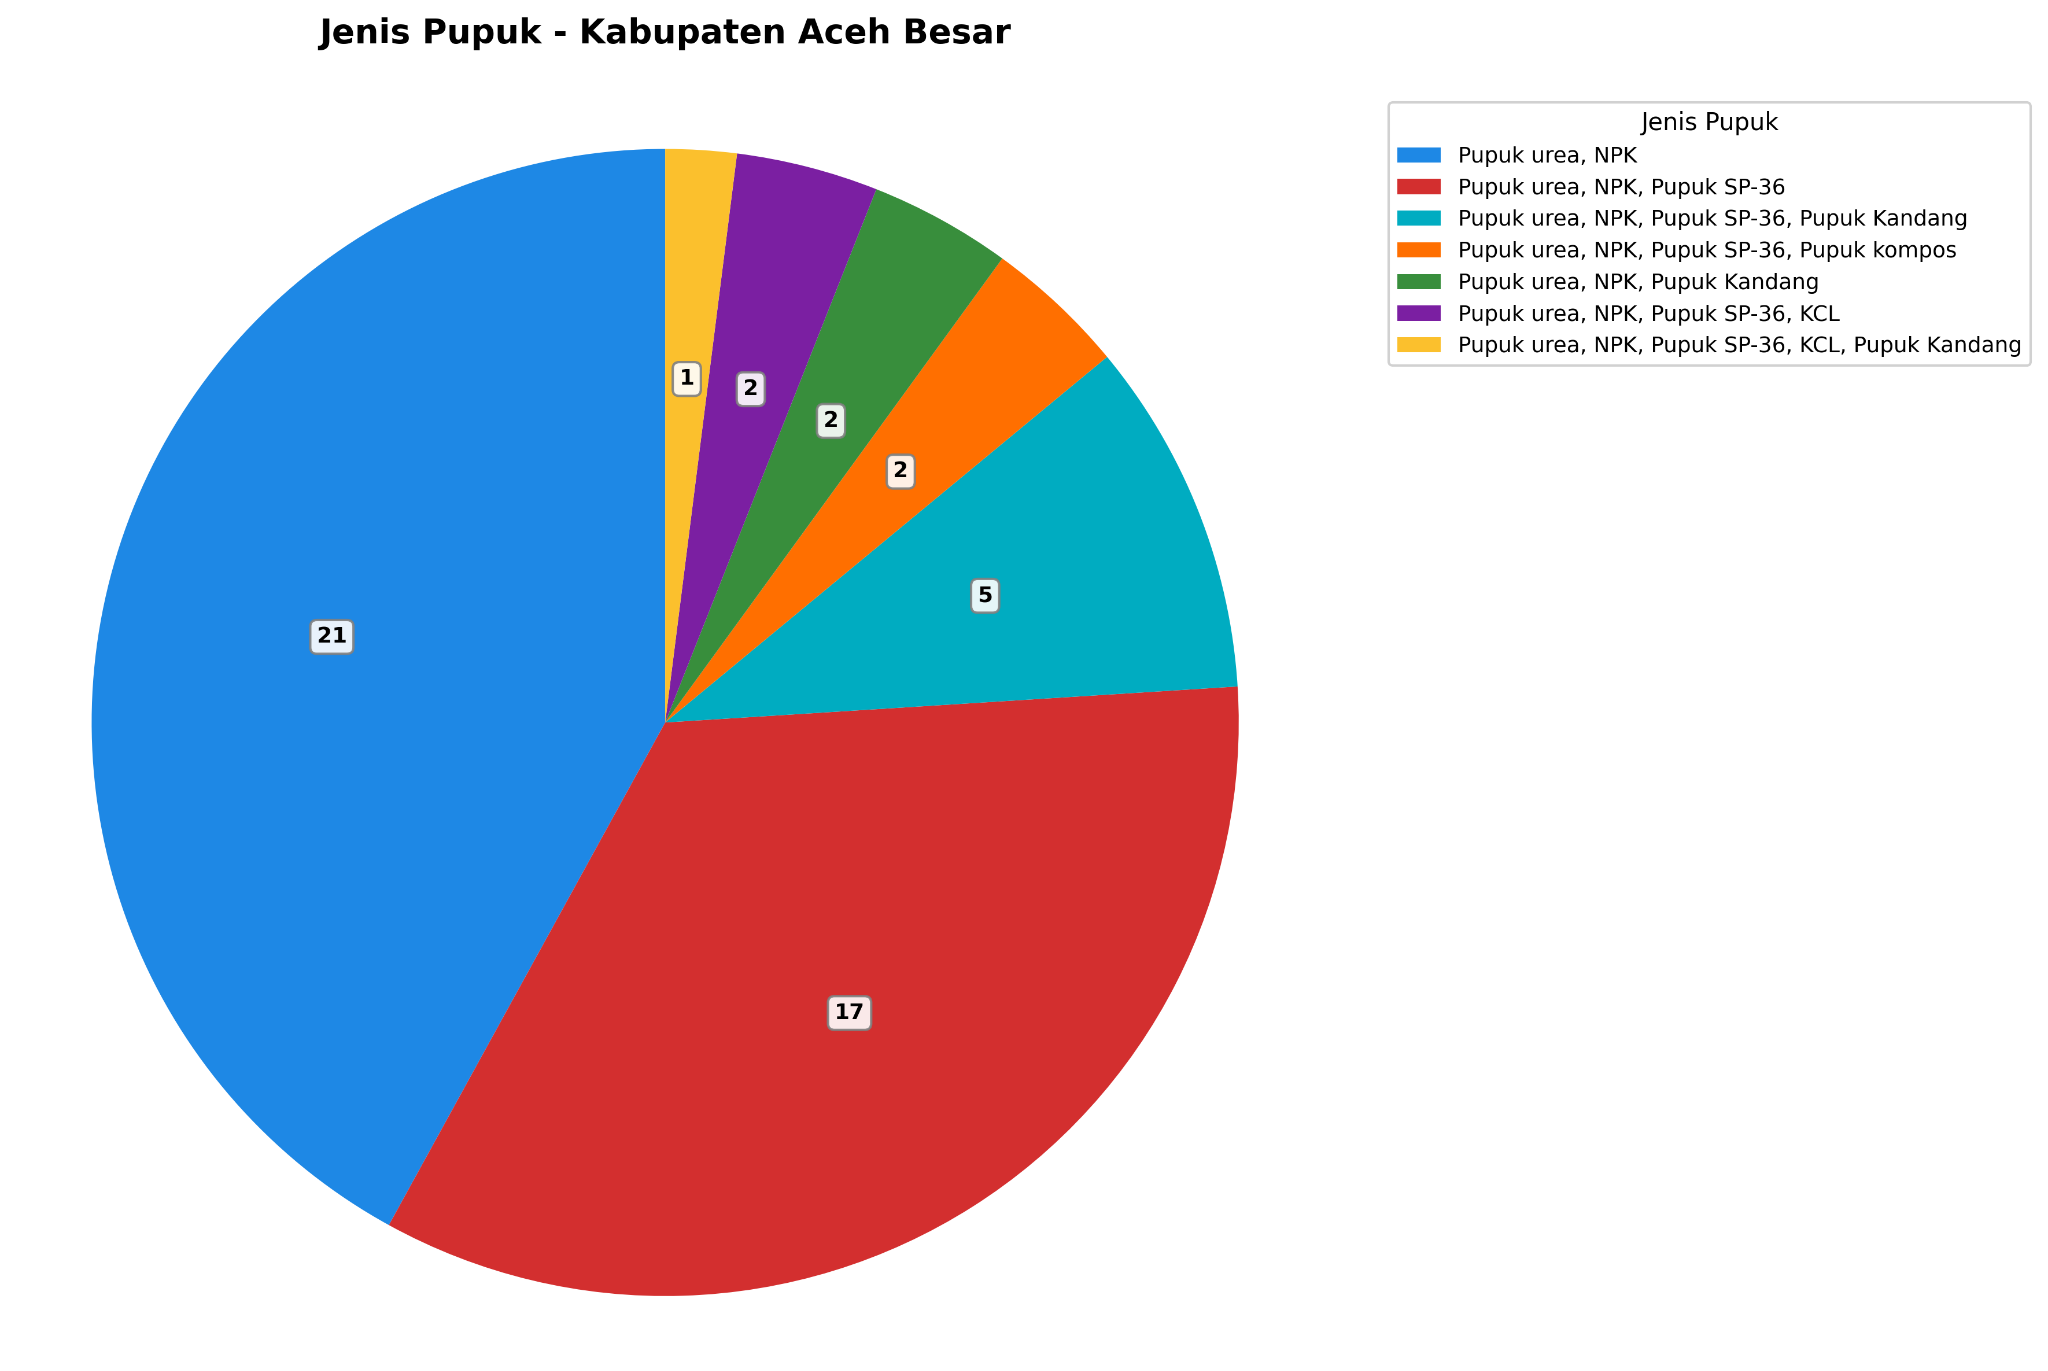 Jenis Pupuk - Kabupaten Aceh Besar
Jenis Pupuk
Pupuk urea, NPK
Pupuk urea, NPK, Pupuk SP-36
Pupuk urea, NPK, Pupuk SP-36, Pupuk Kandang
Pupuk urea, NPK, Pupuk SP-36, Pupuk kompos
Pupuk urea, NPK, Pupuk Kandang
Pupuk urea, NPK, Pupuk SP-36, KCL
Pupuk urea, NPK, Pupuk SP-36, KCL, Pupuk Kandang
1
2
2
2
5
21
17